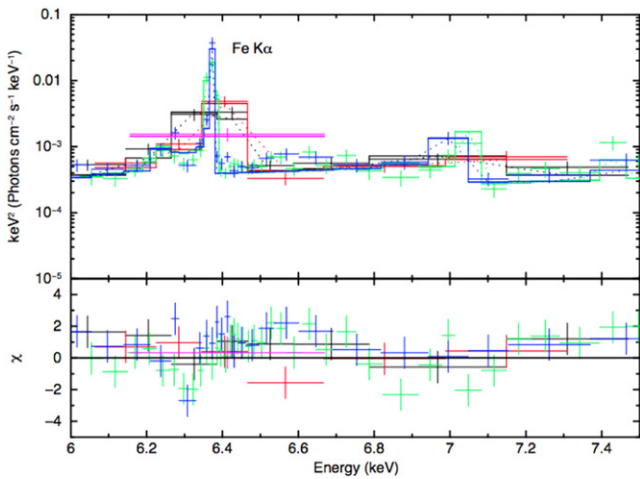 0.1
Fe Kα
0.01
10⁻³
10⁻⁴
10⁻⁵
keV² (Photons cm⁻² s⁻¹ keV⁻¹)
4
2
0
−2
−4
χ
6 6.2 6.4 6.6 6.8 7 7.2 7.4
Energy (keV)